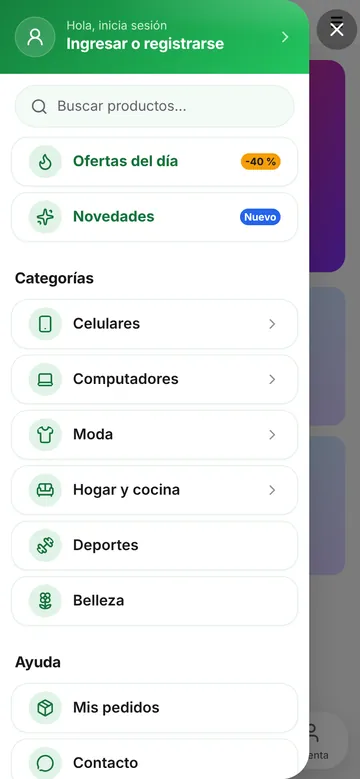 Hola, inicia sesión
Ingresar o registrarse
Buscar productos...
Ofertas del día
-40 %
Novedades
Nuevo
Categorías
Celulares
Computadores
Moda
Hogar y cocina
Deportes
Belleza
Ayuda
Mis pedidos
Contacto
enta